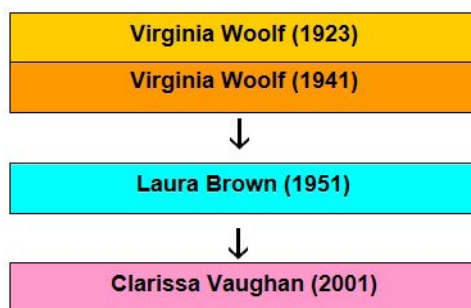 Virginia Woolf (1923)
Virginia Woolf (1941)
Laura Brown (1951)
Clarissa Vaughan (2001)